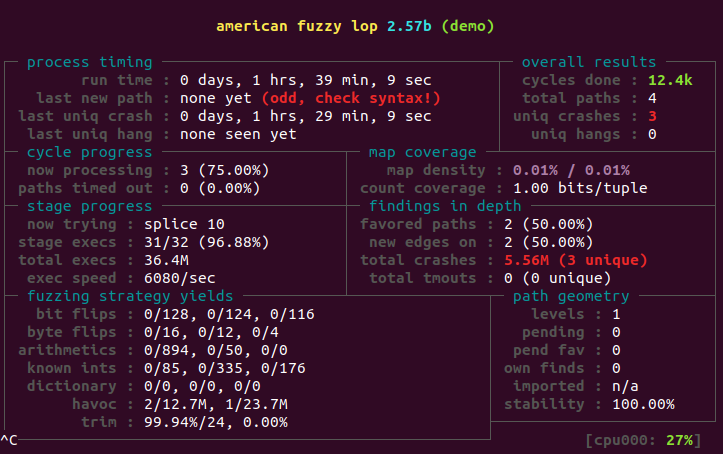 american fuzzy lop 2.57b (demo)
process timing
overall results
run time : 0 days, 1 hrs, 39 min, 9 sec
cycles done : 12.4k
last new path : none yet (odd, check syntax!)
total paths : 4
last uniq crash : 0 days, 1 hrs, 29 min, 9 sec
uniq crashes : 3
last uniq hang : none seen yet
uniq hangs : 0
cycle progress
map coverage
now processing : 3 (75.00%)
map density : 0.01% / 0.01%
paths timed out : 0 (0.00%)
count coverage : 1.00 bits/tuple
stage progress
findings in depth
now trying : splice 10
favored paths : 2 (50.00%)
stage execs : 31/32 (96.88%)
new edges on : 2 (50.00%)
total execs : 36.4M
total crashes : 5.56M (3 unique)
exec speed : 6080/sec
total tmouts : 0 (0 unique)
fuzzing strategy yields
path geometry
bit flips : 0/128, 0/124, 0/116
levels : 1
byte flips : 0/16, 0/12, 0/4
pending : 0
arithmetics : 0/894, 0/50, 0/0
pend fav : 0
known ints : 0/85, 0/335, 0/176
own finds : 0
dictionary : 0/0, 0/0, 0/0
imported : n/a
havoc : 2/12.7M, 1/23.7M
stability : 100.00%
trim : 99.94%/24, 0.00%
^C
[cpu000: 27%]